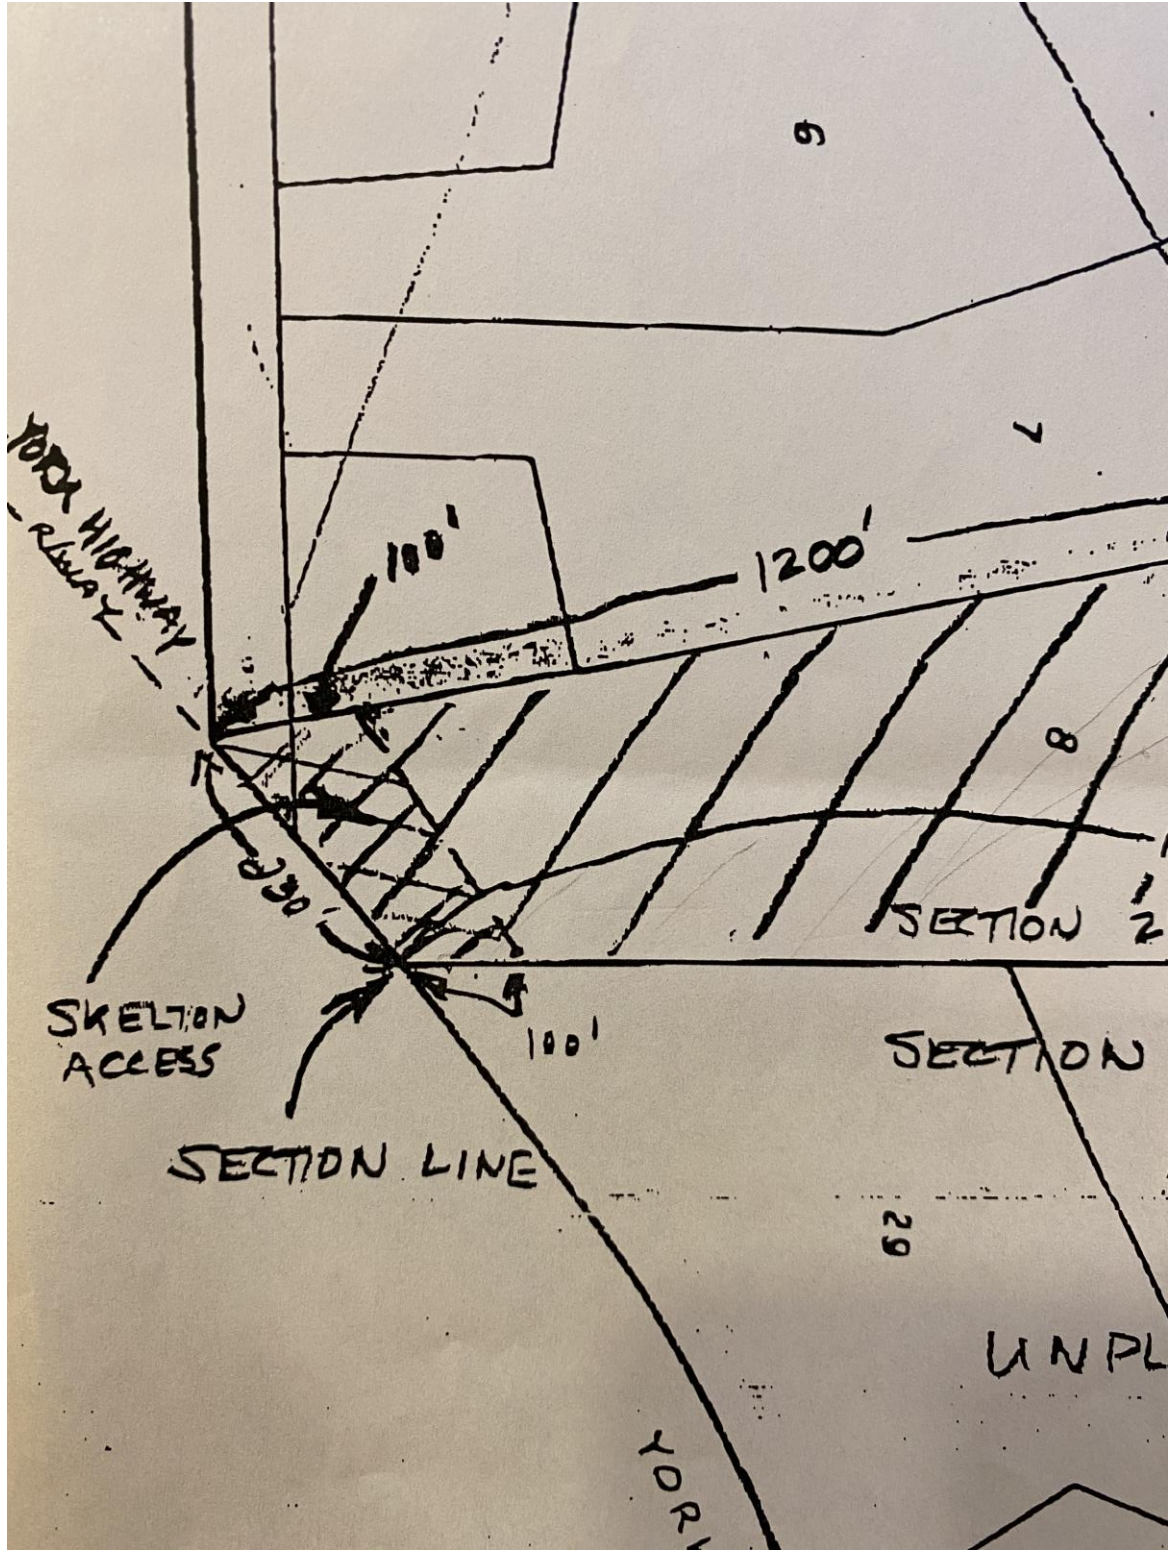 6
7
YORK HIGHWAY
R/WAY
100'
1200'
8
230'
SECTION 2
SKELTON
ACCESS
100'
SECTION
SECTION LINE
29
UNPL
YORK